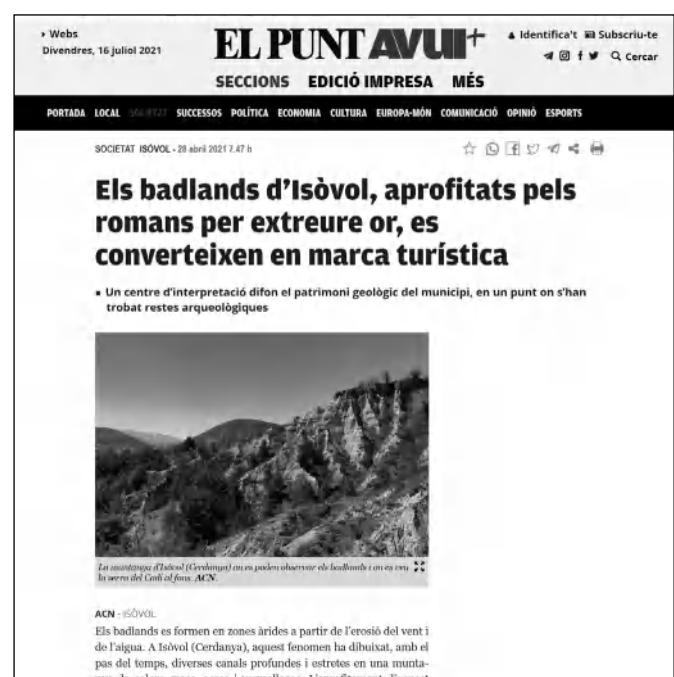 Webs
Divendres, 16 juliol 2021
EL PUNT AVUI+
Identifica't Subscriu-te
Cercar
SECCIONS EDICIÓ IMPRESA MÉS
PORTADA LOCAL SOCIETAT SUCCESSOS POLÍTICA ECONOMIA CULTURA EUROPA-MÓN COMUNICACIÓ OPINIÓ ESPORTS
SOCIETAT ISÒVOL - 28 abril 2021 7.47 h
Els badlands d'Isòvol, aprofitats pels
romans per extreure or, es
converteixen en marca turística
Un centre d'interpretació difon el patrimoni geològic del municipi, en un punt on s'han
trobat restes arqueològiques
La muntanya d'Isòvol (Cerdanya) on es poden observar els badlands i on es veu
la serra del Cadí al fons. ACN.
ACN - ISÒVOL
Els badlands es formen en zones àrides a partir de l'erosió del vent i
de l'aigua. A Isòvol (Cerdanya), aquest fenomen ha dibuixat, amb el
pas del temps, diverses canals profundes i estretes en una munta-